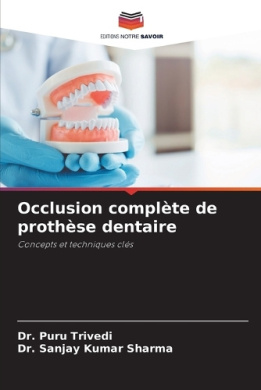 EDITIONS NOTRE SAVOIR
Occlusion complète de
prothèse dentaire
Concepts et techniques clés
Dr. Puru Trivedi
Dr. Sanjay Kumar Sharma